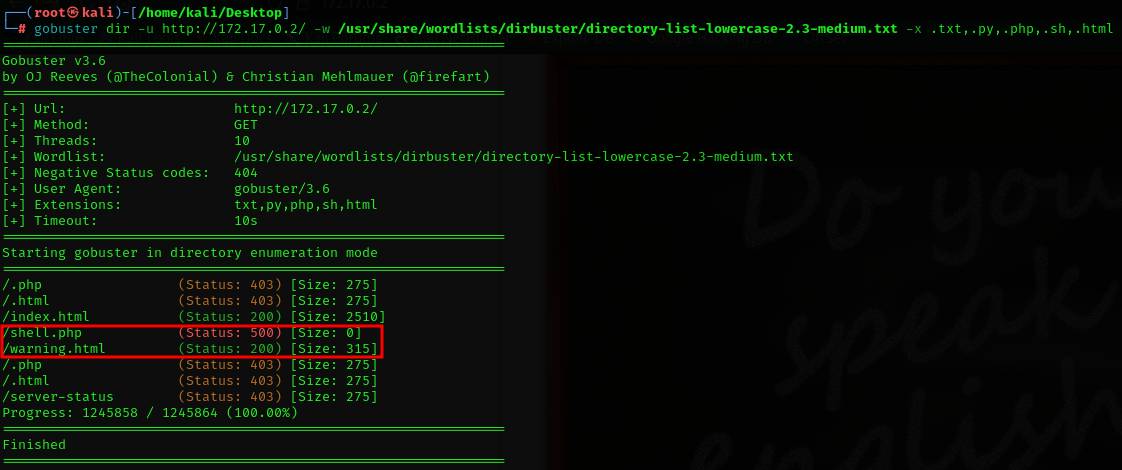 172.17.0.2
┌──(root㉿kali)-[/home/kali/Desktop]
└─# gobuster dir -u http://172.17.0.2/ -w /usr/share/wordlists/dirbuster/directory-list-lowercase-2.3-medium.txt -x .txt,.py,.php,.sh,.html
===============================================================
Gobuster v3.6
by OJ Reeves (@TheColonial) & Christian Mehlmauer (@firefart)
===============================================================
[+] Url:                     http://172.17.0.2/
[+] Method:                  GET
[+] Threads:                 10
[+] Wordlist:                /usr/share/wordlists/dirbuster/directory-list-lowercase-2.3-medium.txt
[+] Negative Status codes:   404
[+] User Agent:              gobuster/3.6
[+] Extensions:              txt,py,php,sh,html
[+] Timeout:                 10s
===============================================================
Starting gobuster in directory enumeration mode
===============================================================
/.php                 (Status: 403) [Size: 275]
/.html                (Status: 403) [Size: 275]
/index.html           (Status: 200) [Size: 2510]
/shell.php            (Status: 500) [Size: 0]
/warning.html         (Status: 200) [Size: 315]
/.php                 (Status: 403) [Size: 275]
/.html                (Status: 403) [Size: 275]
/server-status        (Status: 403) [Size: 275]
Progress: 1245858 / 1245864 (100.00%)
===============================================================
Finished
===============================================================
Do you
speak
english